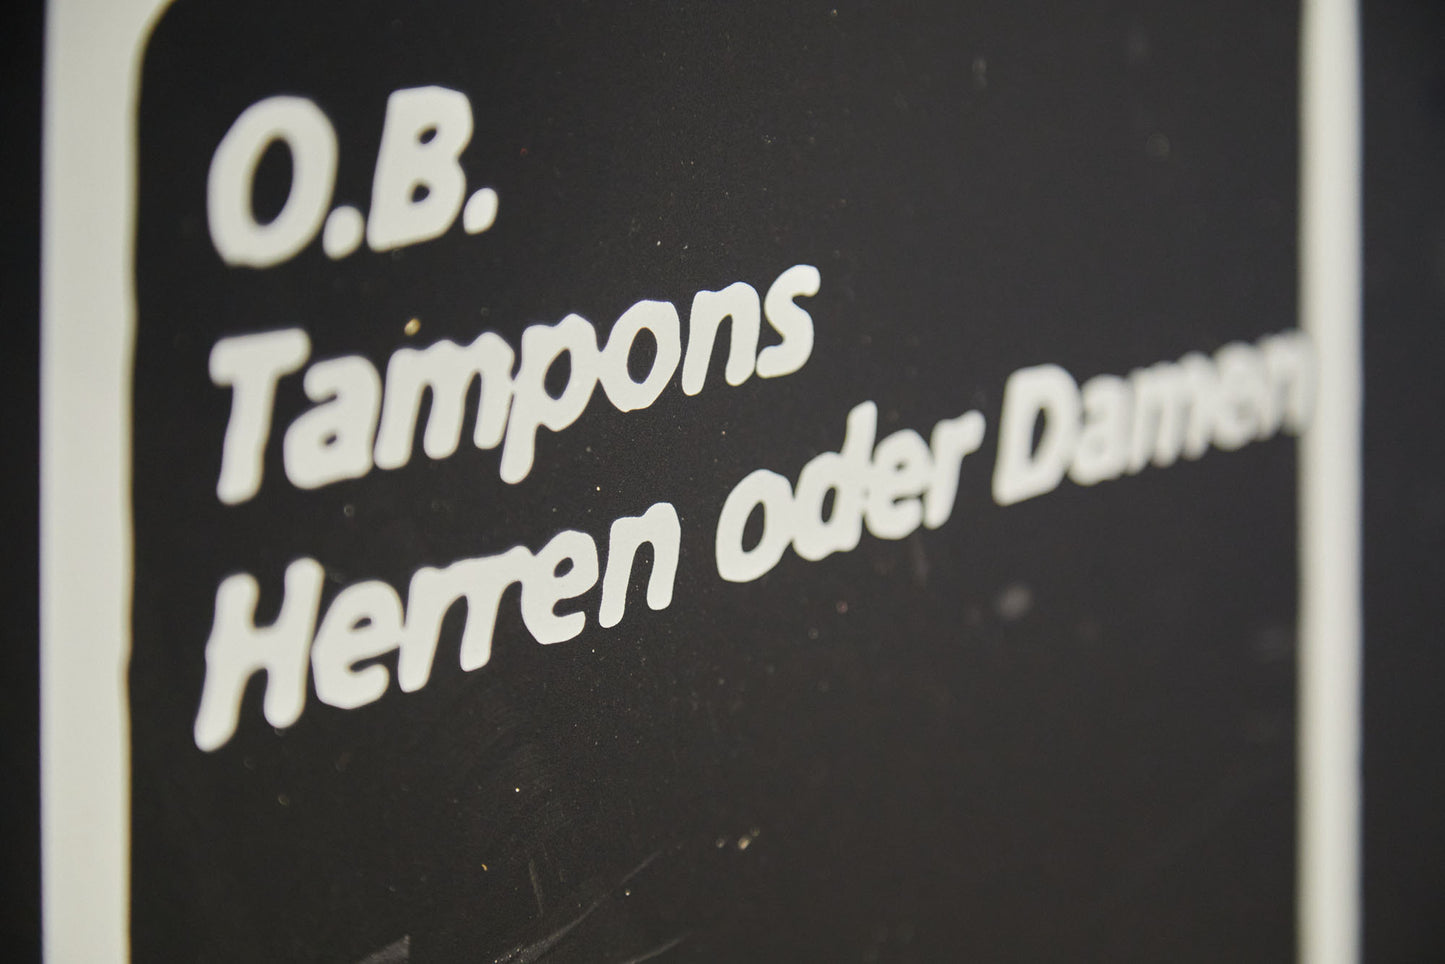 O.B.
Tampons
Herren oder Damen